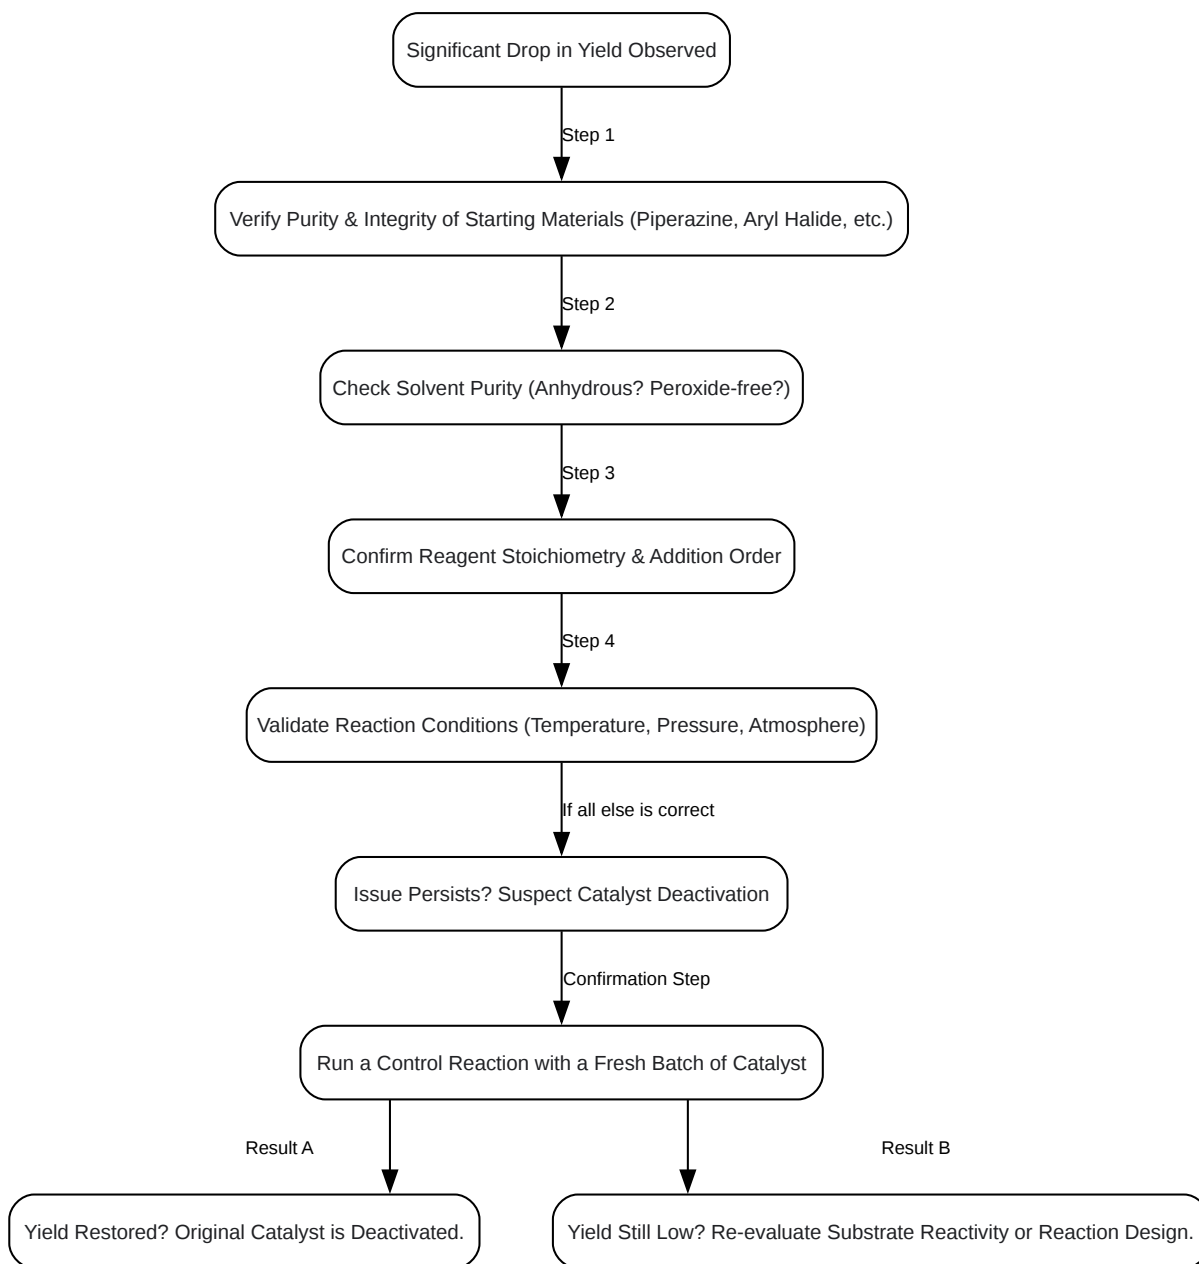 Significant Drop in Yield Observed
Step 1
Verify Purity & Integrity of Starting Materials (Piperazine, Aryl Halide, etc.)
Step 2
Check Solvent Purity (Anhydrous? Peroxide-free?)
Step 3
Confirm Reagent Stoichiometry & Addition Order
Step 4
Validate Reaction Conditions (Temperature, Pressure, Atmosphere)
If all else is correct
Issue Persists? Suspect Catalyst Deactivation
Confirmation Step
Run a Control Reaction with a Fresh Batch of Catalyst
Result A
Result B
Yield Restored? Original Catalyst is Deactivated.
Yield Still Low? Re-evaluate Substrate Reactivity or Reaction Design.